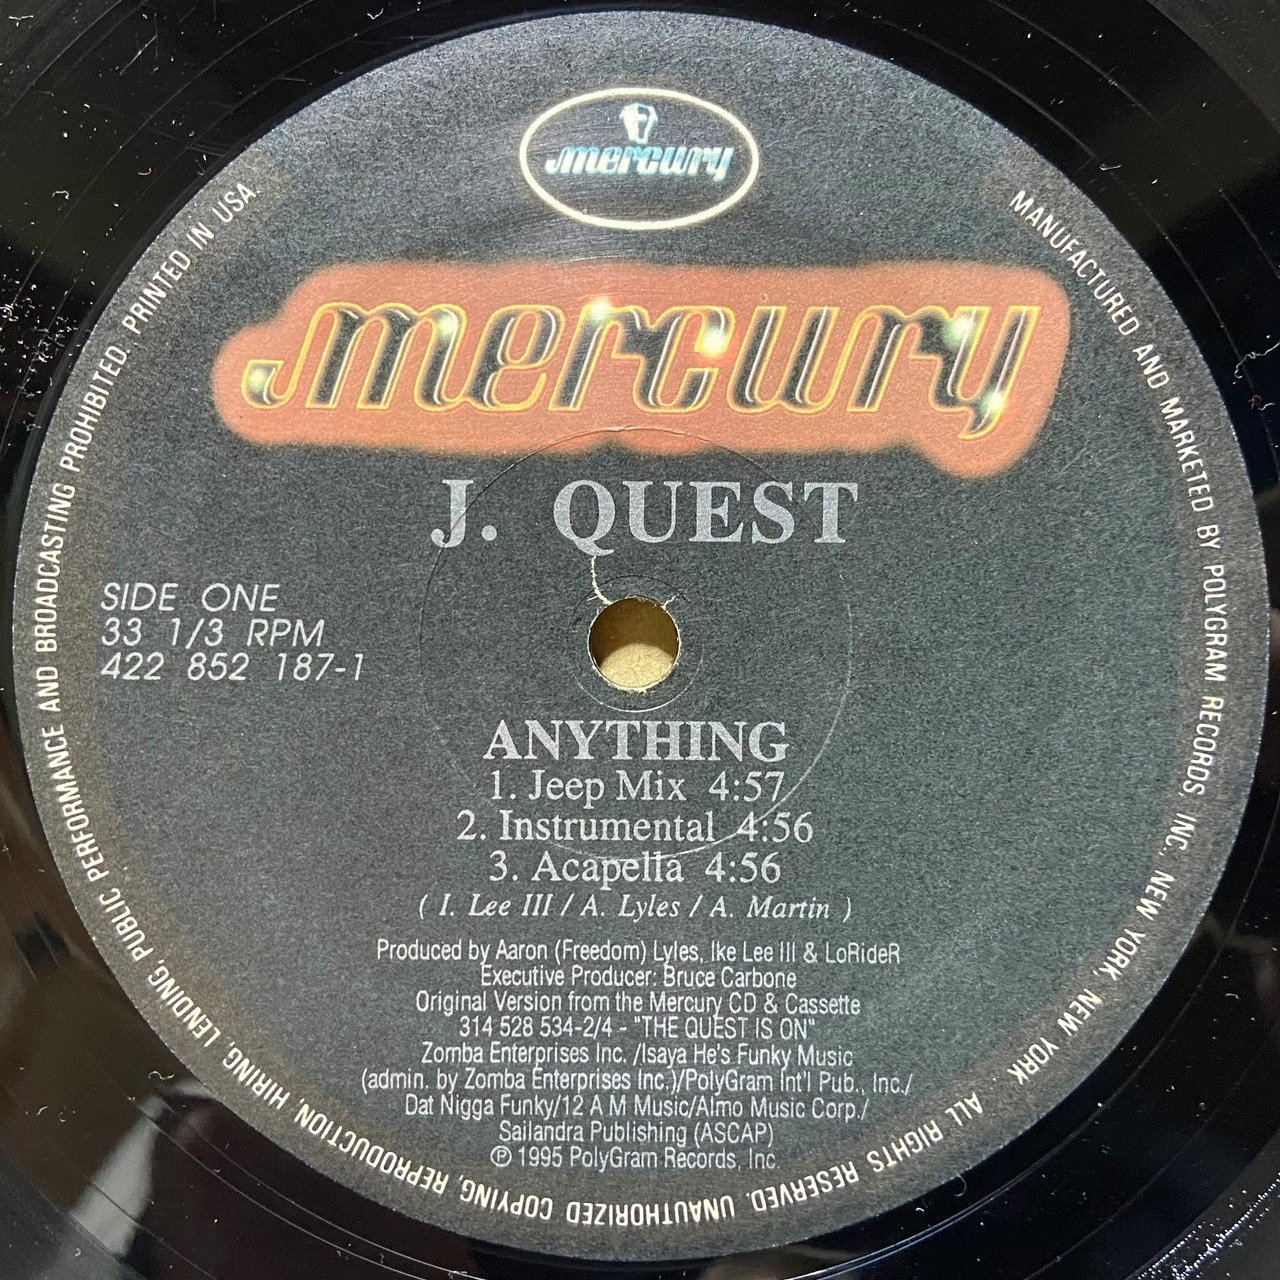 mercury
mercury
J. QUEST
SIDE ONE
33 1/3 RPM
422 852 187-1
ANYTHING
1. Jeep Mix 4:57
2. Instrumental 4:56
3. Acapella 4:56
( I. Lee III / A. Lyles / A. Martin )
Produced by Aaron (Freedom) Lyles, Ike Lee III & LoRideR
Executive Producer: Bruce Carbone
Original Version from the Mercury CD & Cassette
314 528 534-2/4 - "THE QUEST IS ON"
Zomba Enterprises Inc. /Isaya He's Funky Music
(admin. by Zomba Enterprises Inc.)/PolyGram Int'l Pub., Inc./
Dat Nigga Funky/12 A M Music/Almo Music Corp./
Sailandra Publishing (ASCAP)
℗ 1995 PolyGram Records, Inc.
MANUFACTURED AND MARKETED BY POLYGRAM RECORDS, INC. NEW YORK, NEW YORK ALL RIGHTS RESERVED. UNAUTHORIZED COPYING, REPRODUCTION, HIRING, LENDING, PUBLIC PERFORMANCE AND BROADCASTING PROHIBITED. PRINTED IN USA